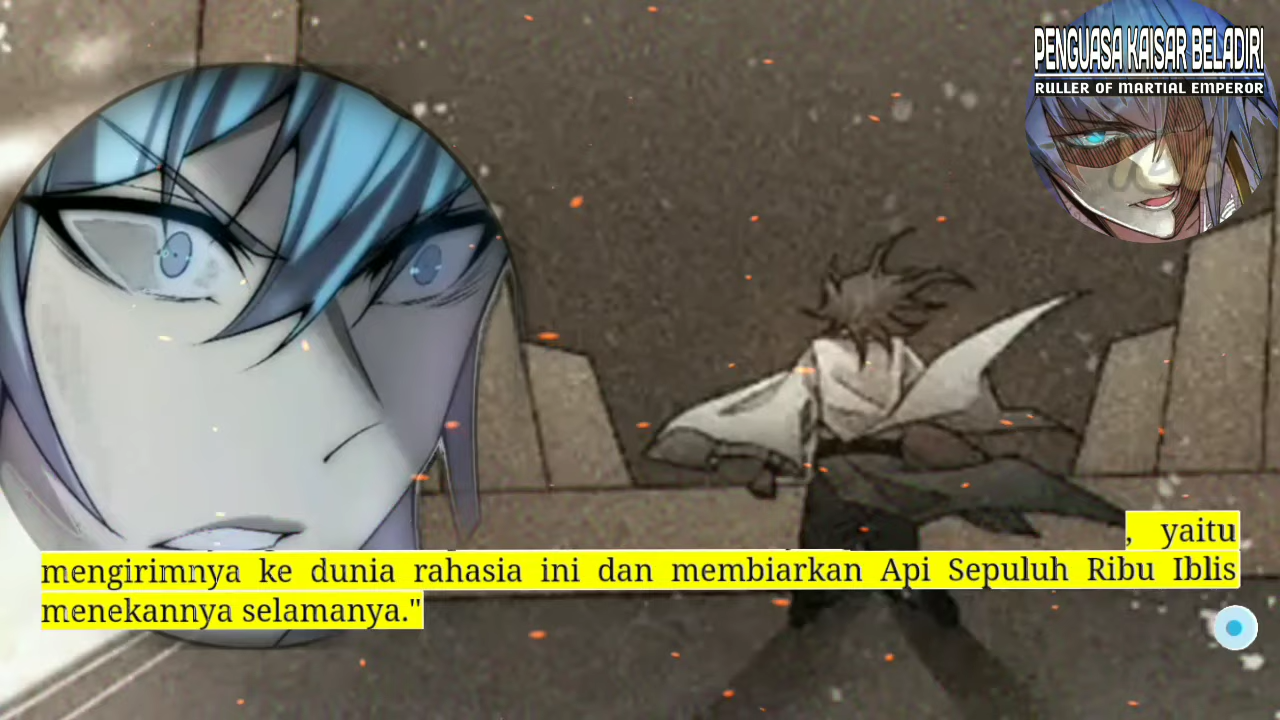 PENGUASA KAISAR BELADIRI
RULLER OF MARTIAL EMPEROR
, yaitu
mengirimnya ke dunia rahasia ini dan membiarkan Api Sepuluh Ribu Iblis
menekannya selamanya."